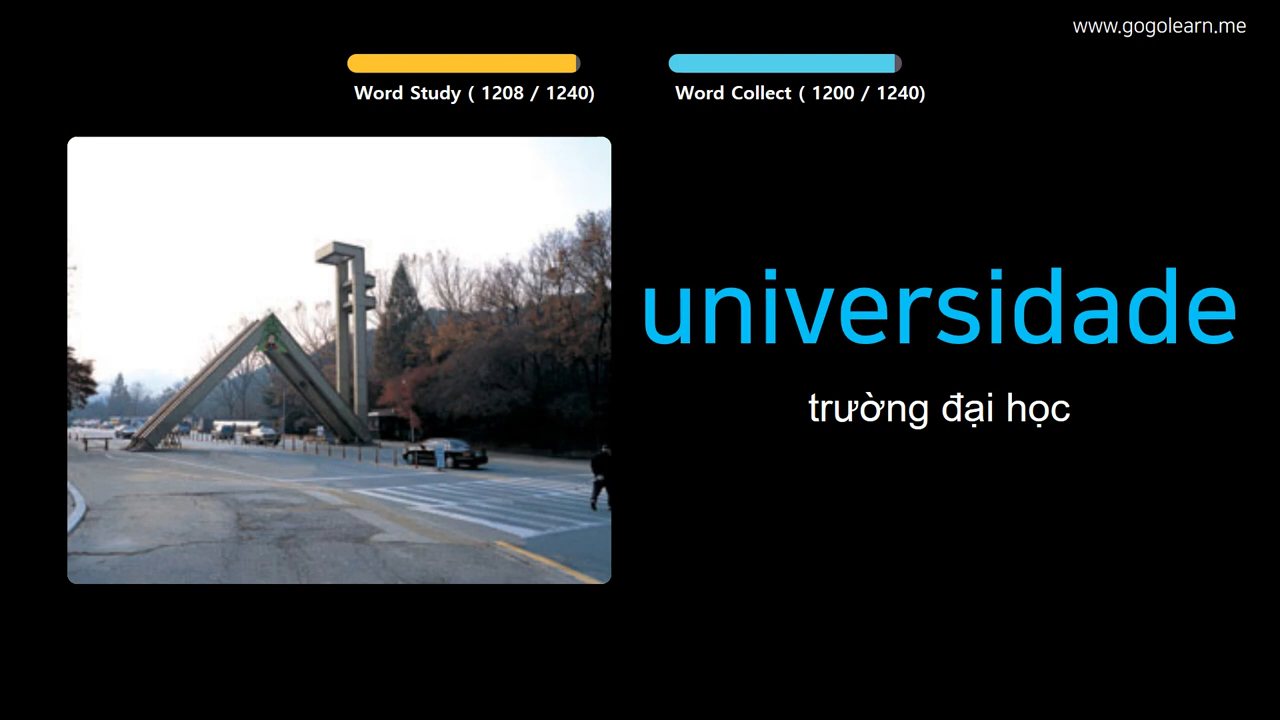 www.gogolearn.me
Word Study ( 1208 / 1240)
Word Collect ( 1200 / 1240)
universidade
trường đại học